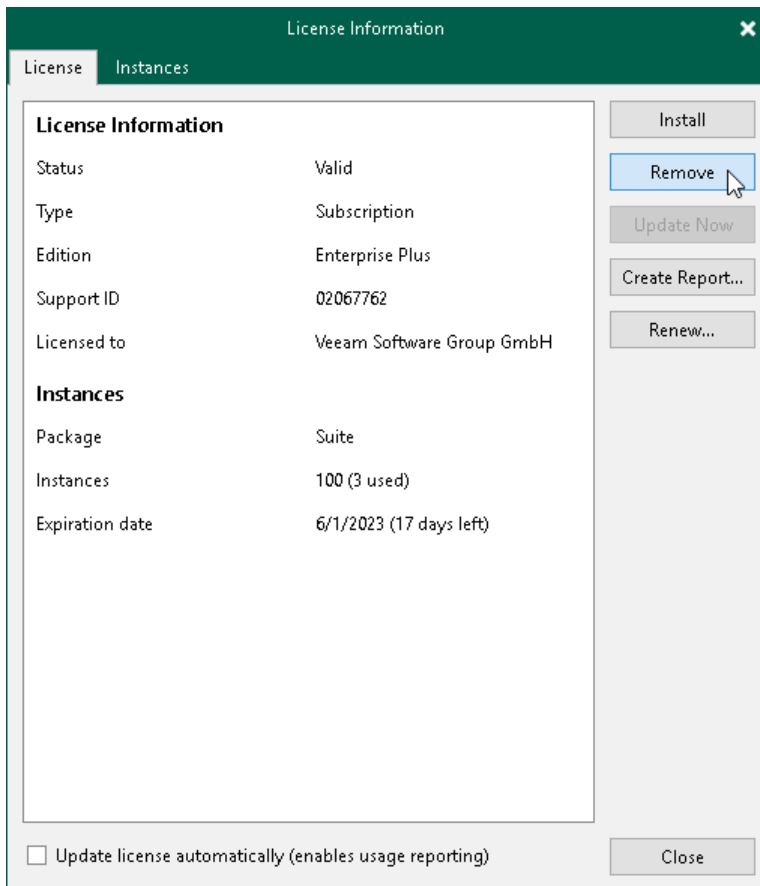 License Information
License Instances
License Information
Status Valid
Type Subscription
Edition Enterprise Plus
Support ID 02067762
Licensed to Veeam Software Group GmbH
Instances
Package Suite
Instances 100 (3 used)
Expiration date 6/1/2023 (17 days left)
Install
Remove
Update Now
Create Report...
Renew...
Update license automatically (enables usage reporting)
Close